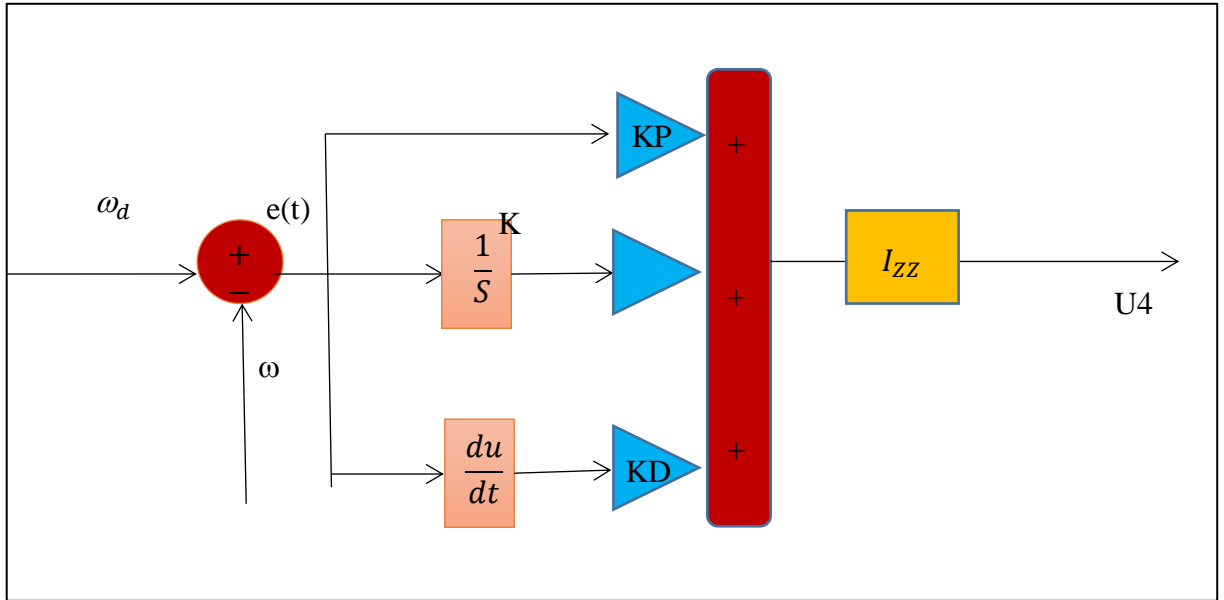 KP
+
ω_d
e(t)
K
+
−
1
S
+
I_ZZ
U4
ω
du
dt
KD
+